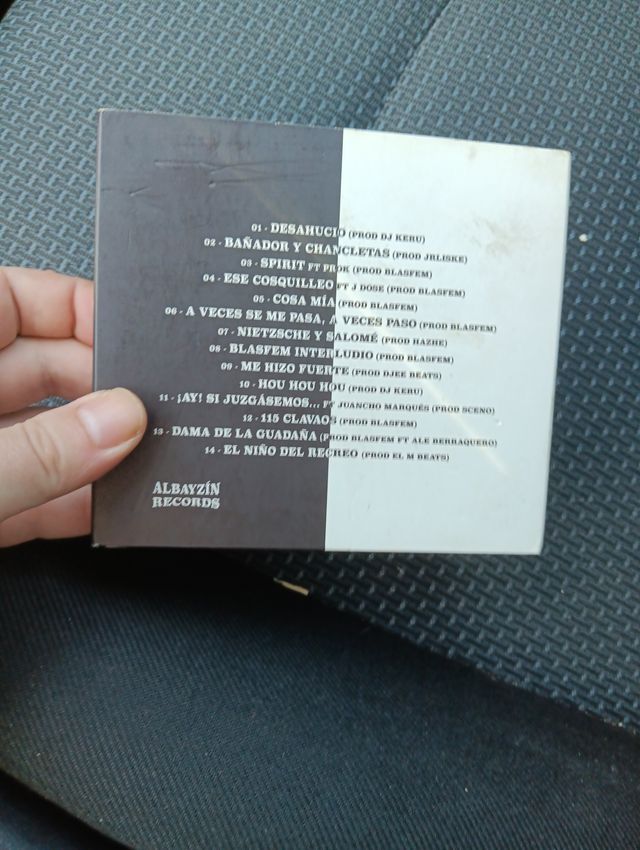 01 - DESAHUCIO (PROD DJ KERU)
02 - BAÑADOR Y CHANCLETAS (PROD JRLISKE)
03 - SPIRIT FT PROK (PROD BLASFEM)
04 - ESE COSQUILLEO FT J DOSE (PROD BLASFEM)
05 - COSA MÍA (PROD BLASFEM)
06 - A VECES SE ME PASA, A VECES PASO (PROD BLASFEM)
07 - NIETZSCHE Y SALOMÉ (PROD HAZHE)
08 - BLASFEM INTERLUDIO (PROD BLASFEM)
09 - ME HIZO FUERTE (PROD DJEE BEATS)
10 - HOU HOU HOU (PROD DJ KERU)
11 - ¡AY! SI JUZGÁSEMOS... FT JUANCHO MARQUÉS (PROD SCENO)
12 - 115 CLAVAOS (PROD BLASFEM)
13 - DAMA DE LA GUADAÑA (PROD BLASFEM FT ALE BERRAQUERO)
14 - EL NIÑO DEL RECREO (PROD EL M BEATS)
ALBAYZÍN
RECORDS